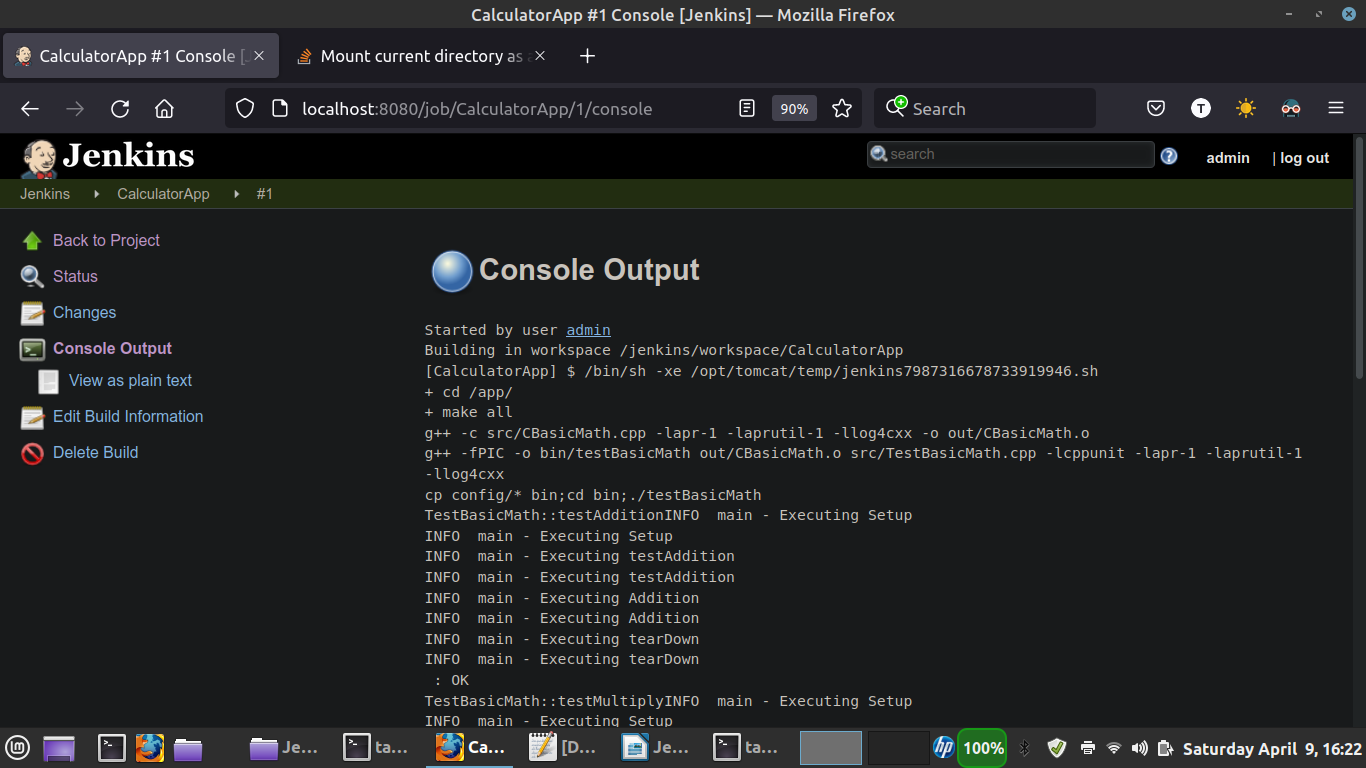 CalculatorApp #1 Console [Jenkins] — Mozilla Firefox
CalculatorApp #1 Console [J
Mount current directory as a
localhost:8080/job/CalculatorApp/1/console
90%
Search
T
Jenkins
search
admin
| log out
Jenkins
CalculatorApp
#1
Back to Project
Status
Changes
Console Output
View as plain text
Edit Build Information
Delete Build
Console Output
Started by user admin
Building in workspace /jenkins/workspace/CalculatorApp
[CalculatorApp] $ /bin/sh -xe /opt/tomcat/temp/jenkins7987316678733919946.sh
+ cd /app/
+ make all
g++ -c src/CBasicMath.cpp -lapr-1 -laprutil-1 -llog4cxx -o out/CBasicMath.o
g++ -fPIC -o bin/testBasicMath out/CBasicMath.o src/TestBasicMath.cpp -lcppunit -lapr-1 -laprutil-1
-llog4cxx
cp config/* bin;cd bin;./testBasicMath
TestBasicMath::testAdditionINFO  main - Executing Setup
INFO  main - Executing Setup
INFO  main - Executing testAddition
INFO  main - Executing testAddition
INFO  main - Executing Addition
INFO  main - Executing Addition
INFO  main - Executing tearDown
INFO  main - Executing tearDown
 : OK
TestBasicMath::testMultiplyINFO  main - Executing Setup
INFO  main - Executing Setup
Je...
ta...
Ca...
[D...
Je...
ta...
hp
100%
Saturday April  9, 16:22